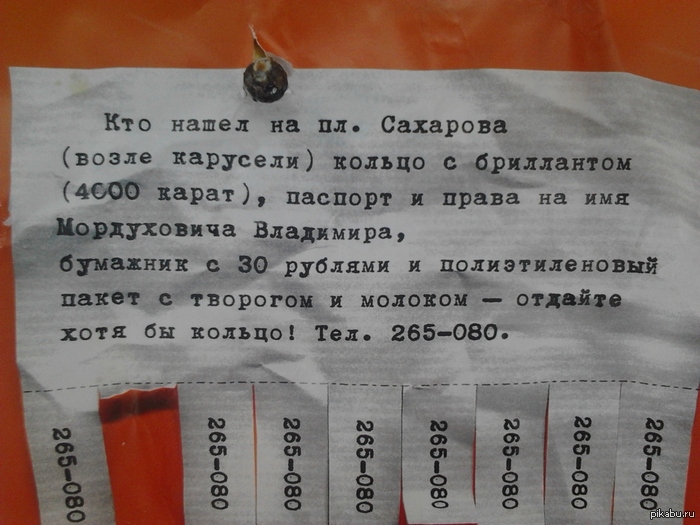 Кто нашел на пл. Сахарова
(возле карусели) кольцо с бриллантом
(4000 карат), паспорт и права на имя
Мордуховича Владимира,
бумажник с 30 рублями и полиэтиленовый
пакет с творогом и молоком — отдайте
хотя бы кольцо! Тел. 265-080.
265-080
265-080
265-080
265-080
265-080
265-080
265-080
265-080
pikabu.ru